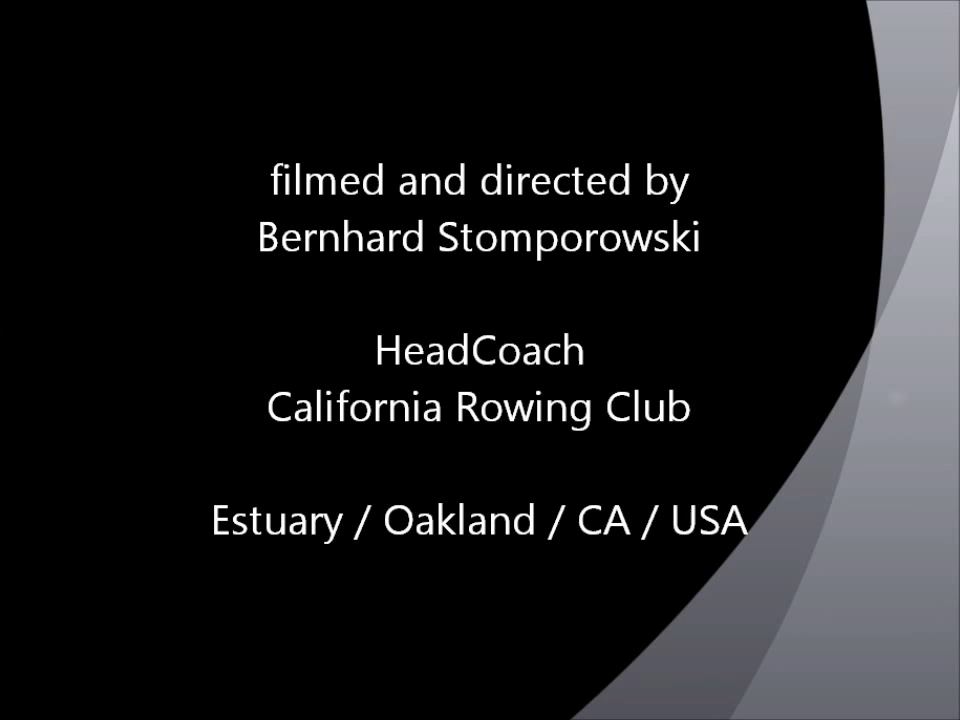 filmed and directed by
Bernhard Stomporowski
HeadCoach
California Rowing Club
Estuary / Oakland / CA / USA